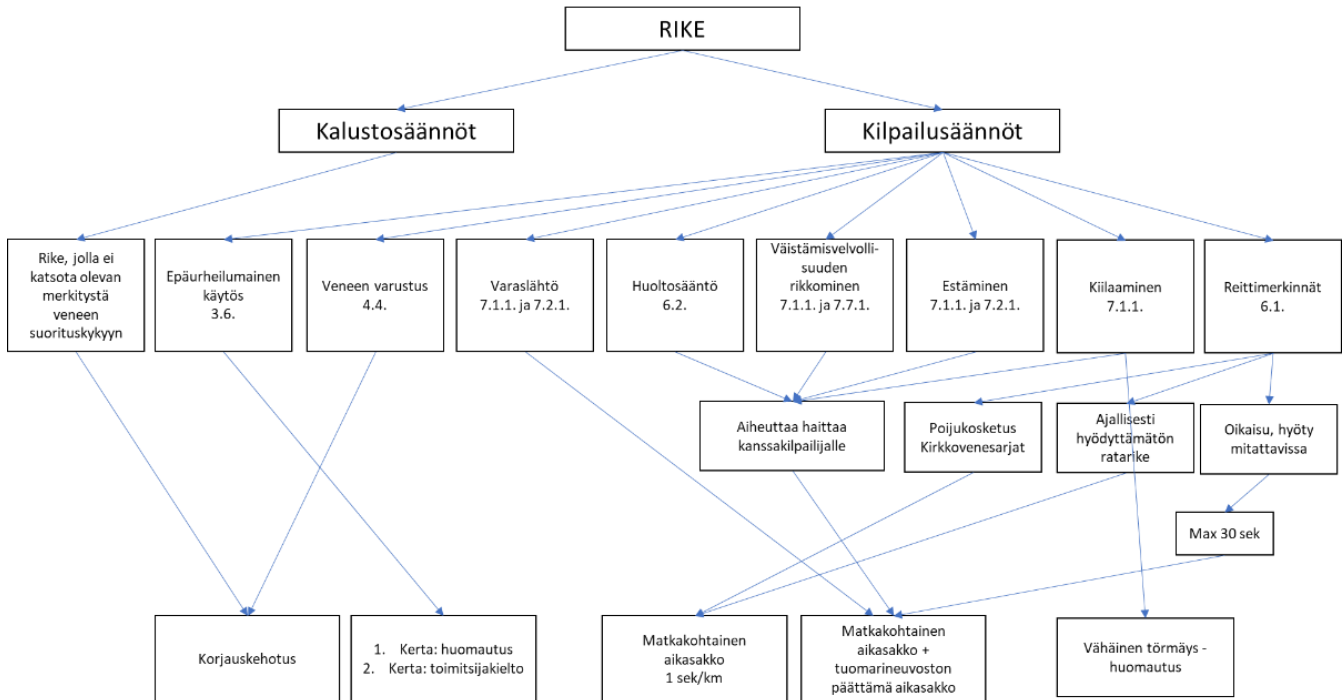 RIKE
Kalustosäännöt
Kilpailusäännöt
Rike, jolla ei
katsota olevan
merkitystä
veneen
suorituskykyyn
Epäurheilumainen
käytös
3.6.
Veneen varustus
4.4.
Varaslähtö
7.1.1. ja 7.2.1.
Huoltosääntö
6.2.
Väistämisvelvolli-
suuden
rikkominen
7.1.1. ja 7.7.1.
Estäminen
7.1.1. ja 7.2.1.
Kiilaaminen
7.1.1.
Reittimerkinnät
6.1.
Aiheuttaa haittaa
kanssakilpailijalle
Poijukosketus
Kirkkovenesarjat
Ajallisesti
hyödyttämätön
ratarike
Oikaisu, hyöty
mitattavissa
Max 30 sek
Korjauskehotus
1. Kerta: huomautus
2. Kerta: toimitsijakielto
Matkakohtainen
aikasakko
1 sek/km
Matkakohtainen
aikasakko +
tuomarineuvoston
päättämä aikasakko
Vähäinen törmäys -
huomautus